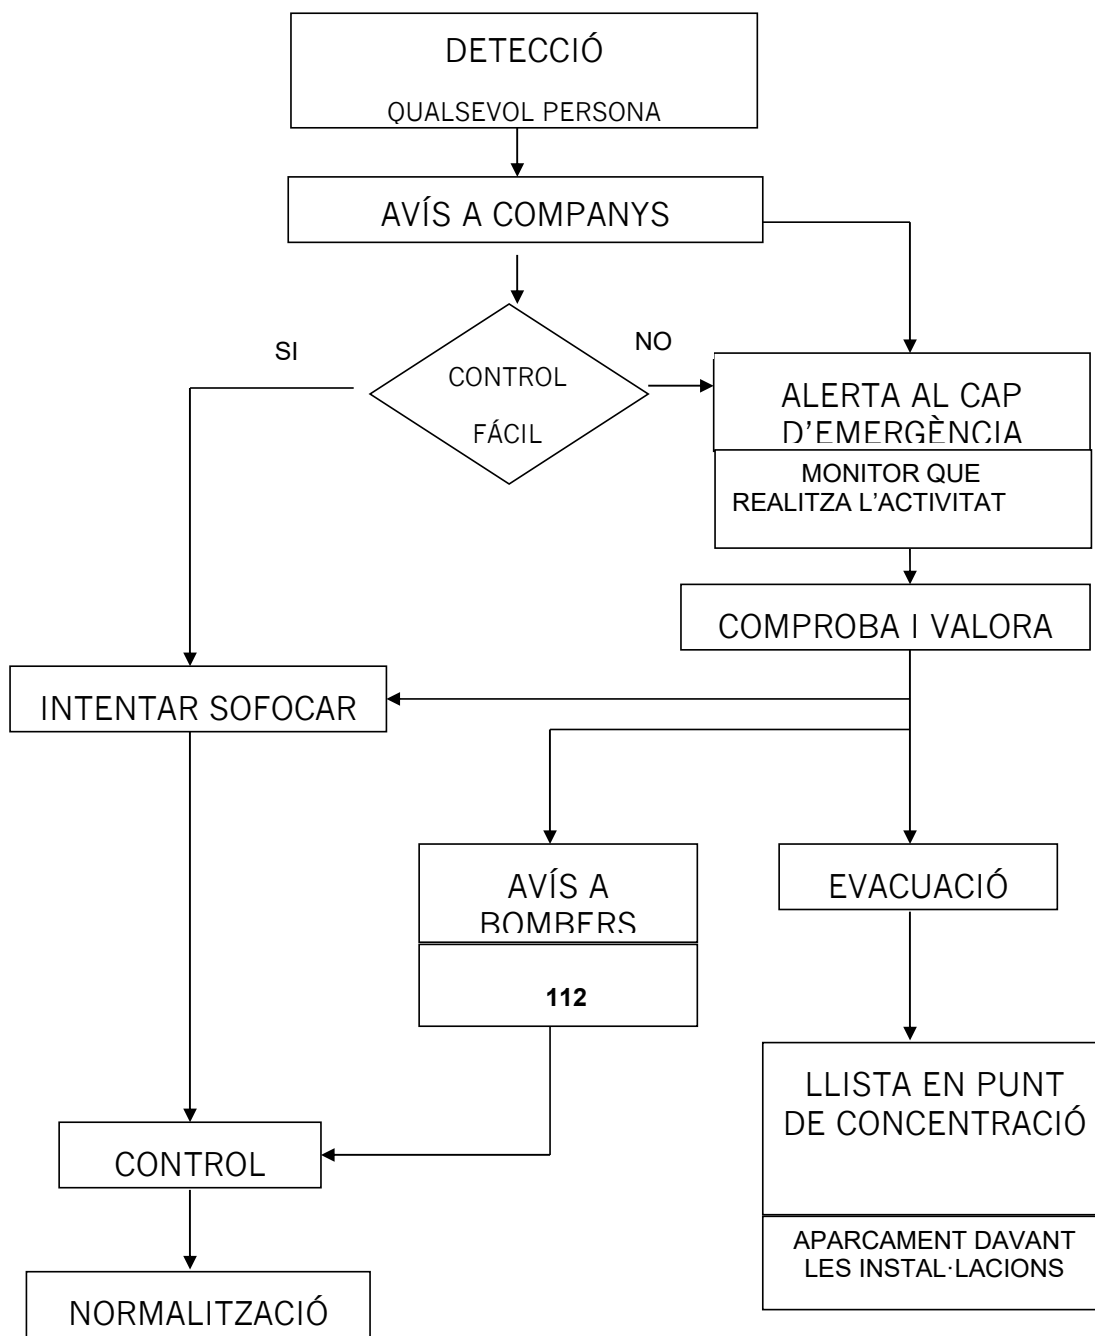 DETECCIÓ
QUALSEVOL PERSONA
AVÍS A COMPANYS
SI
NO
CONTROL
FÁCIL
ALERTA AL CAP
D'EMERGÈNCIA
MONITOR QUE
REALITZA L'ACTIVITAT
COMPROBA I VALORA
INTENTAR SOFOCAR
AVÍS A
BOMBERS
112
EVACUACIÓ
LLISTA EN PUNT
DE CONCENTRACIÓ
APARCAMENT DAVANT
LES INSTAL·LACIONS
CONTROL
NORMALITZACIÓ